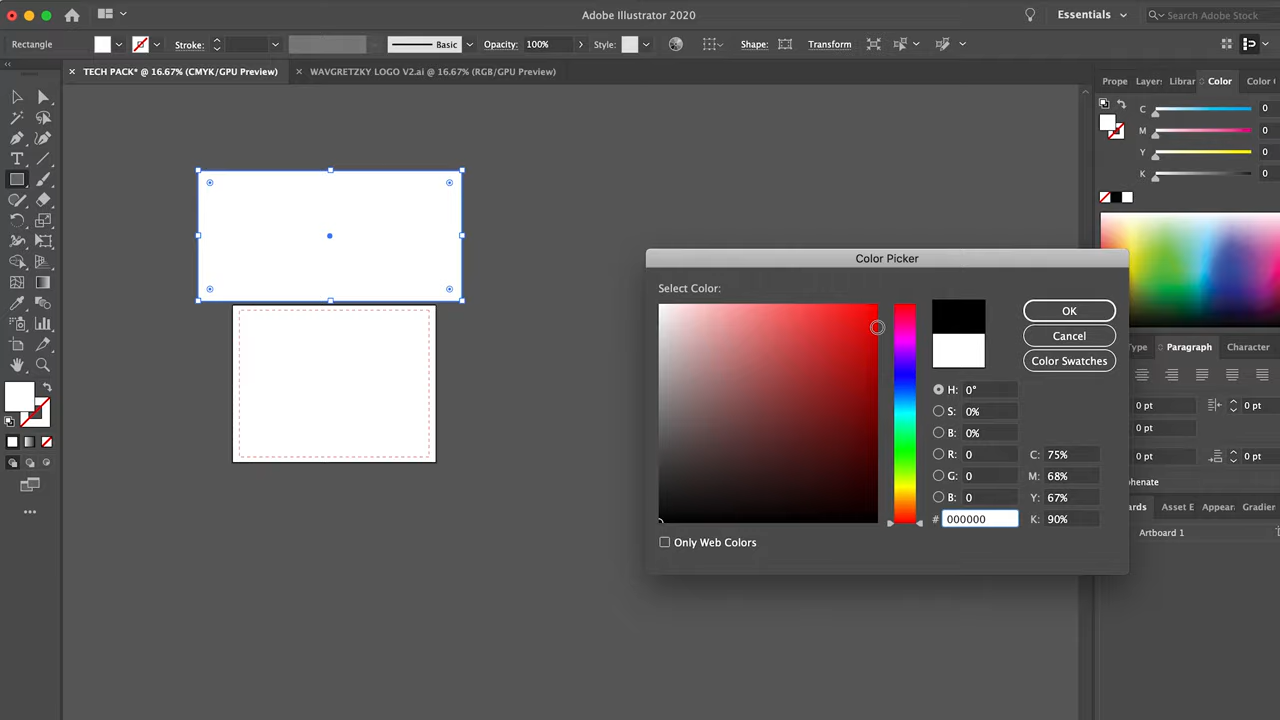 Adobe Illustrator 2020
Essentials
Search Adobe Stock
Rectangle
Stroke:
Basic
Opacity: 100%
Style:
Shape:
Transform
TECH PACK* @ 16.67% (CMYK/GPU Preview)
WAVGRETZKY LOGO V2.ai @ 16.67% (RGB/GPU Preview)
Prope Layer: Librar Color Color
C 0
M 0
Y 0
K 0
Color Picker
Select Color:
OK
Cancel
Color Swatches
H: 0°
S: 0%
B: 0%
R: 0
G: 0
B: 0
# 000000
C: 75%
M: 68%
Y: 67%
K: 90%
Only Web Colors
Type Paragraph Character
0 pt 0 pt
0 pt
0 pt 0 pt
henate
ards Asset E Appear Gradien
Artboard 1